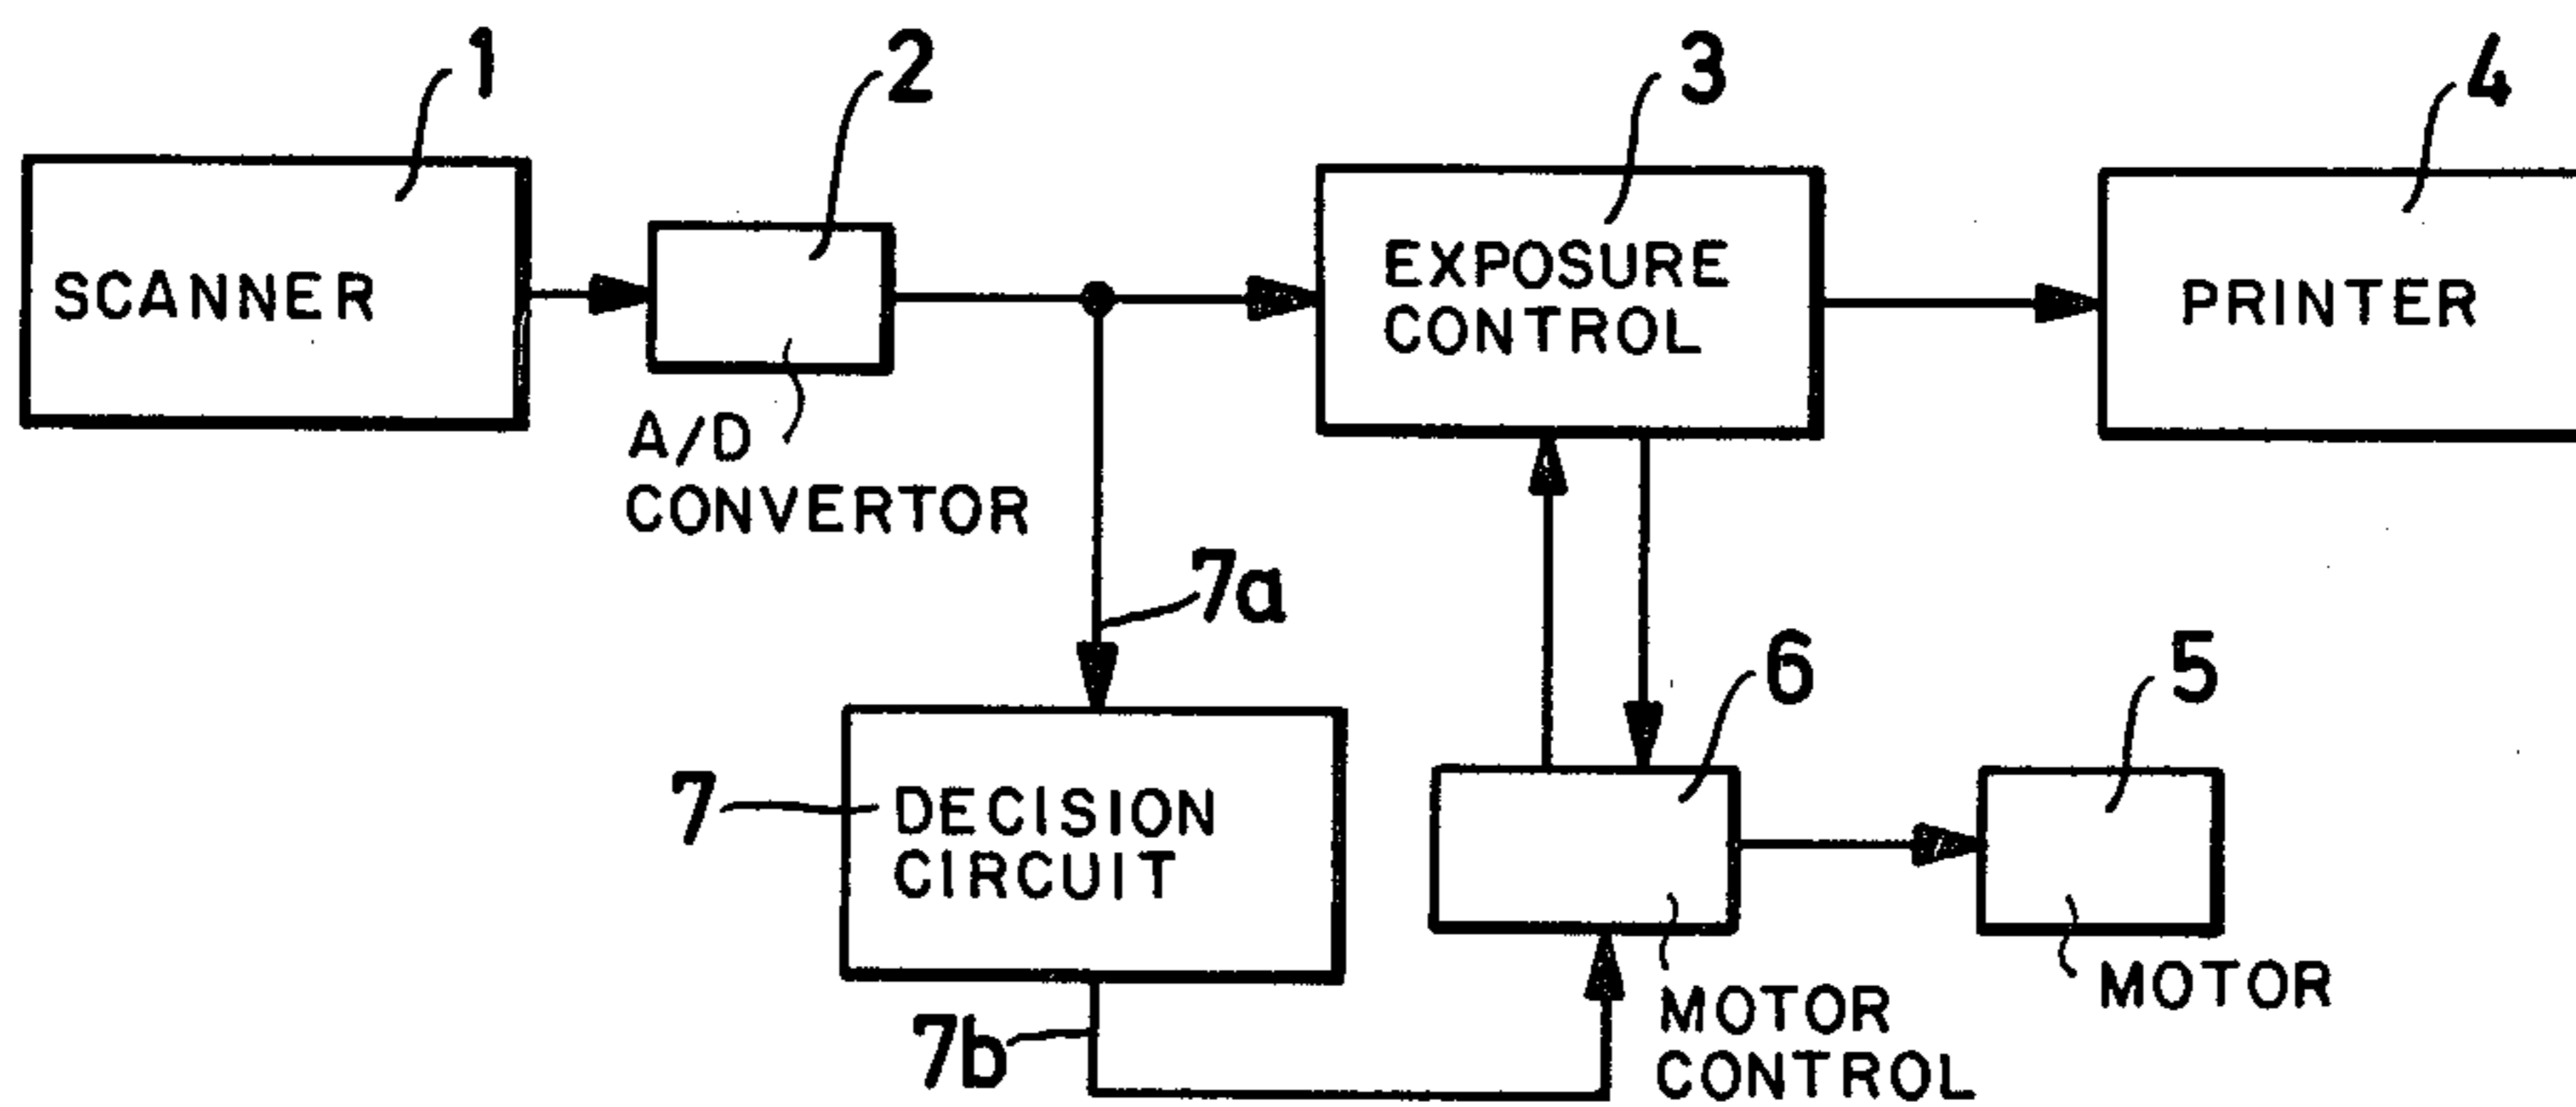 1
2
3
4
SCANNER
EXPOSURE
CONTROL
PRINTER
A/D
CONVERTOR
7a
6
5
7
DECISION
CIRCUIT
MOTOR
CONTROL
MOTOR
7b